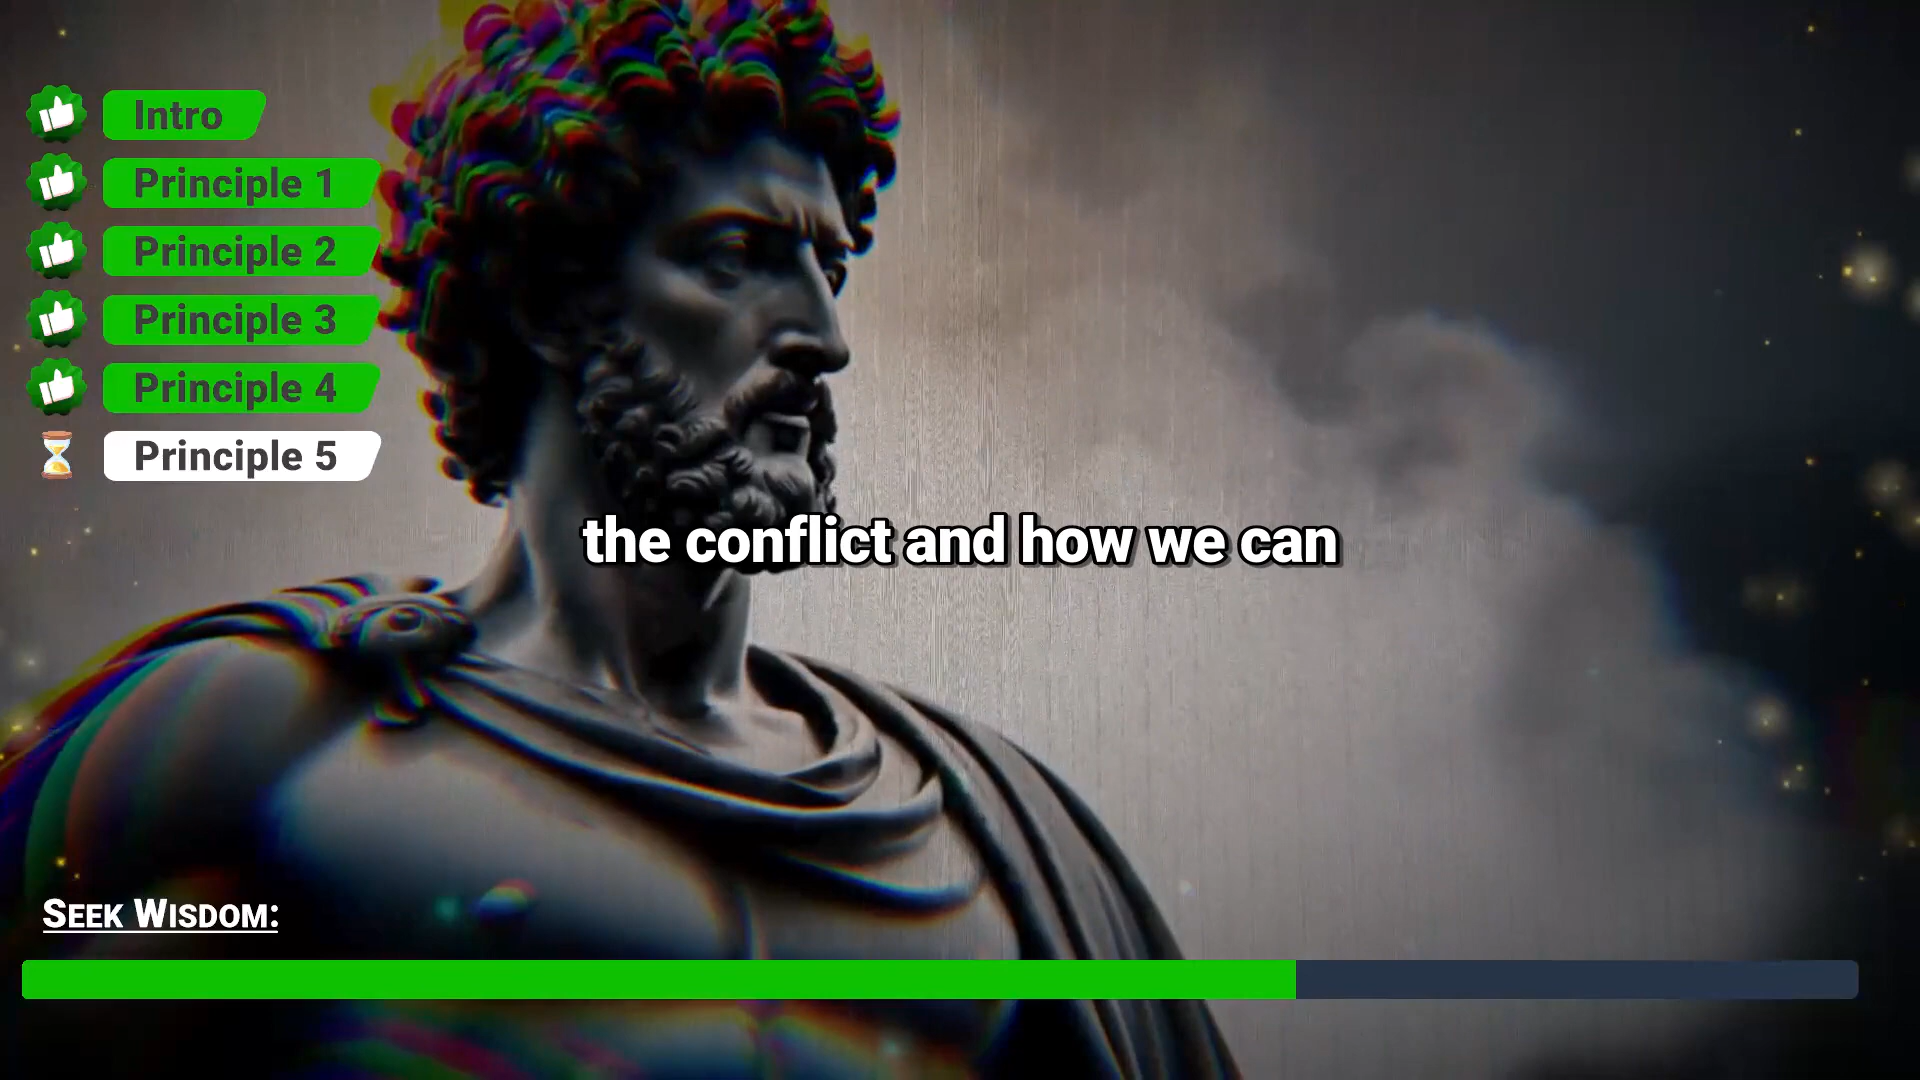 Intro
Principle 1
Principle 2
Principle 3
Principle 4
Principle 5
the conflict and how we can
SEEK WISDOM: